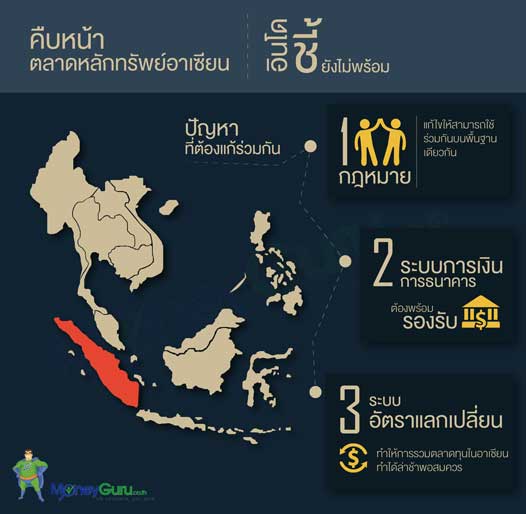 คืบหน้า
ตลาดหลักทรัพย์อาเซียน
อินโด
ชี้
ยังไม่พร้อม
ปัญหา
ที่ต้องแก้ร่วมกัน
1
กฎหมาย
แก้ไขให้สามารถใช้
ร่วมกันบนพื้นฐาน
เดียวกัน
2 ระบบการเงิน
การธนาคาร
ต้องพร้อม
รองรับ
$
3 ระบบ
อัตราแลกเปลี่ยน
$
ทำให้การรวมตลาดทุนในอาเซียน
ทำได้ล่าช้าพอสมควร
MoneyGuru.co.th